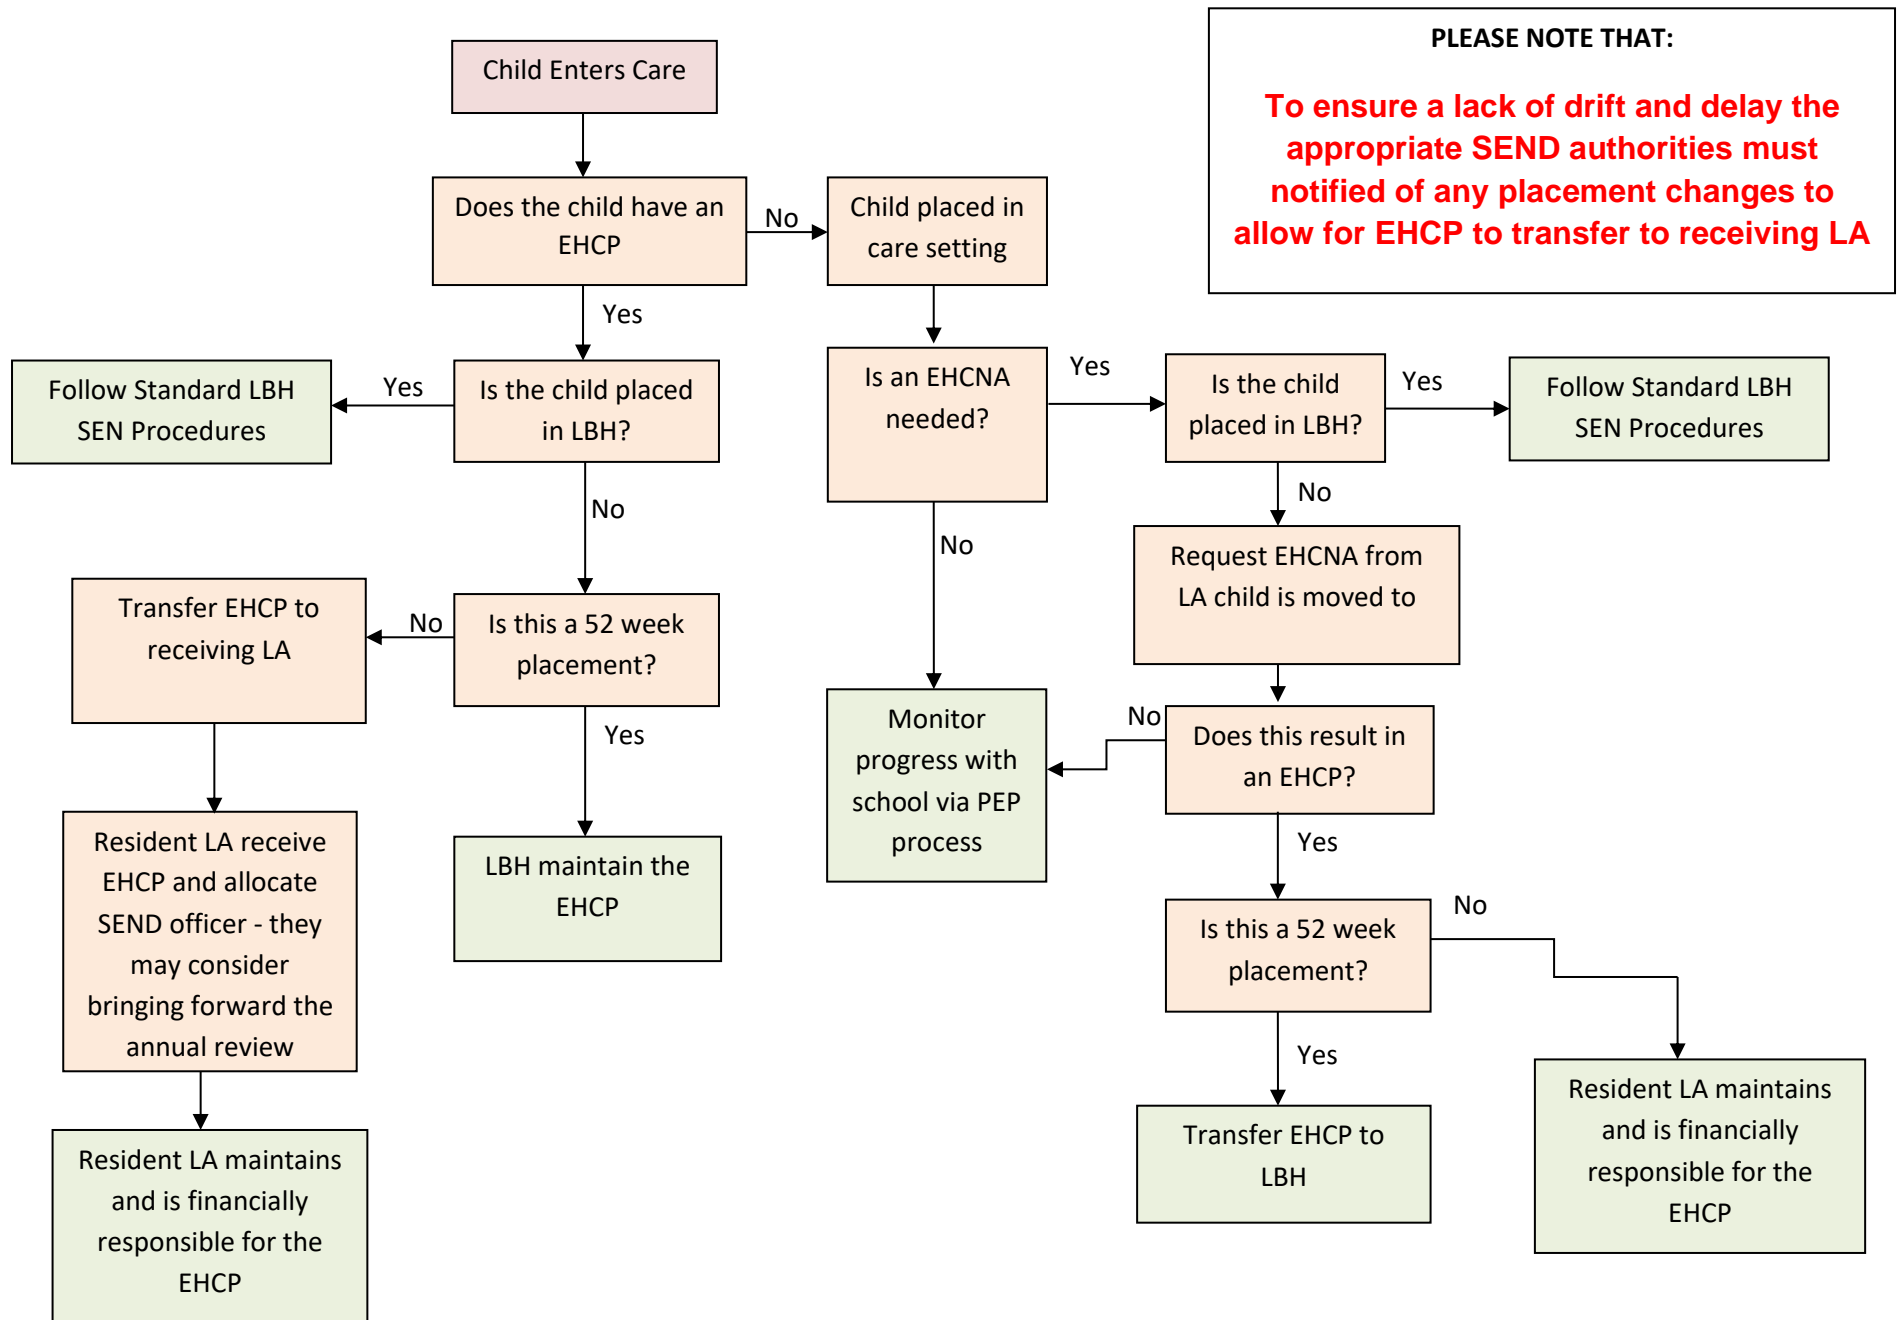 PLEASE NOTE THAT:
To ensure a lack of drift and delay the
appropriate SEND authorities must
notified of any placement changes to
allow for EHCP to transfer to receiving LA
Child Enters Care
Does the child have an
EHCP
No
Child placed in
care setting
Yes
Follow Standard LBH
SEN Procedures
Yes
Is the child placed
in LBH?
Is an EHCNA
needed?
Yes
Is the child
placed in LBH?
Yes
Follow Standard LBH
SEN Procedures
No
No
No
Request EHCNA from
LA child is moved to
Transfer EHCP to
receiving LA
No
Is this a 52 week
placement?
Monitor
progress with
school via PEP
process
No
Does this result in
an EHCP?
Yes
Yes
Resident LA receive
EHCP and allocate
SEND officer - they
may consider
bringing forward the
annual review
LBH maintain the
EHCP
Is this a 52 week
placement?
No
Yes
Resident LA maintains
and is financially
responsible for the
EHCP
Transfer EHCP to
LBH
Resident LA maintains
and is financially
responsible for the
EHCP